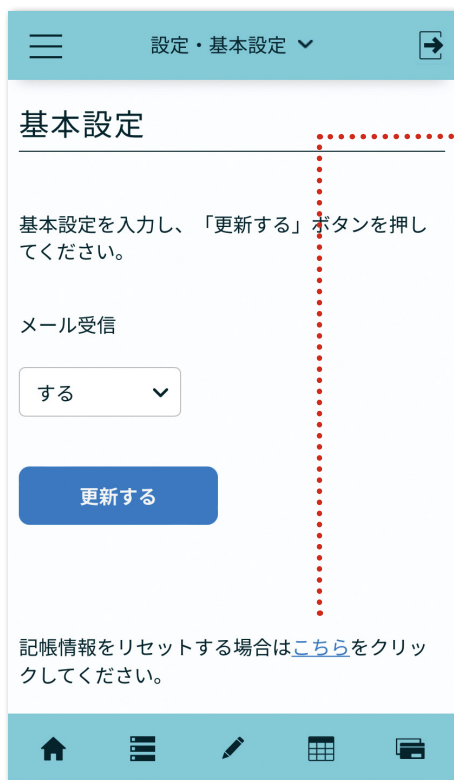 設定・基本設定
基本設定
基本設定を入力し、「更新する」ボタンを押し
てください。
メール受信
する
更新する
記帳情報をリセットする場合はこちらをクリッ
クしてください。